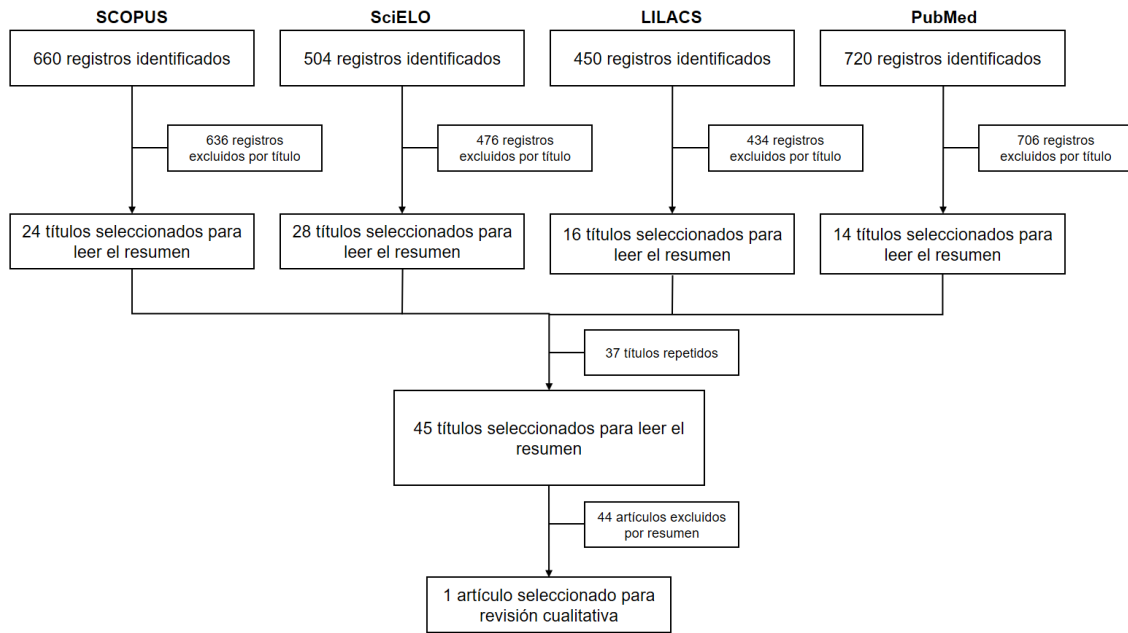 SCOPUS
SciELO
LILACS
PubMed
660 registros identificados
504 registros identificados
450 registros identificados
720 registros identificados
636 registros
excluidos por título
476 registros
excluidos por título
434 registros
excluidos por título
706 registros
excluidos por título
24 títulos seleccionados para
leer el resumen
28 títulos seleccionados para
leer el resumen
16 títulos seleccionados para
leer el resumen
14 títulos seleccionados para
leer el resumen
37 títulos repetidos
45 títulos seleccionados para leer el
resumen
44 artículos excluidos
por resumen
1 artículo seleccionado para
revisión cualitativa